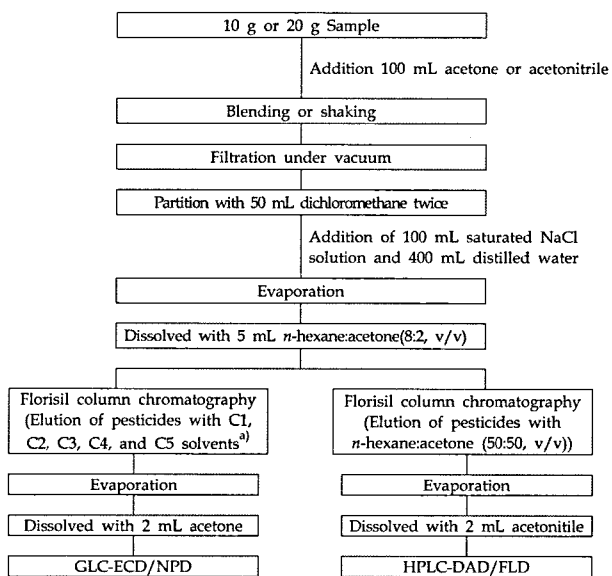 10 g or 20 g Sample
Addition 100 mL acetone or acetonitrile
Blending or shaking
Filtration under vacuum
Partition with 50 mL dichloromethane twice
Addition of 100 mL saturated NaCl
solution and 400 mL distilled water
Evaporation
Dissolved with 5 mL n-hexane:acetone(8:2, v/v)
Florisil column chromatography
(Elution of pesticides with C1,
C2, C3, C4, and C5 solvents a)
Evaporation
Dissolved with 2 mL acetone
GLC-ECD/NPD
Florisil column chromatography
(Elution of pesticides with
n-hexane:acetone (50:50, v/v))
Evaporation
Dissolved with 2 mL acetonitile
HPLC-DAD/FLD